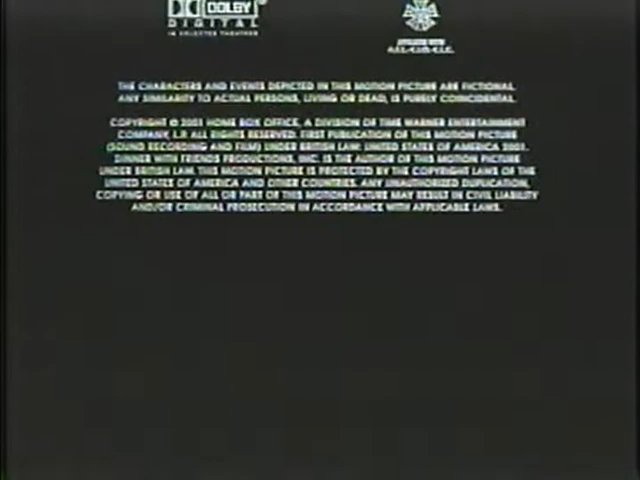 DOLBY
DIGITAL
IN SELECTED THEATRES
AFFILIATED WITH
A.F.L.-C.I.O.-C.L.C.
THE CHARACTERS AND EVENTS DEPICTED IN THIS MOTION PICTURE ARE FICTIONAL.
ANY SIMILARITY TO ACTUAL PERSONS, LIVING OR DEAD, IS PURELY COINCIDENTAL.
COPYRIGHT © 2001 HOME BOX OFFICE, A DIVISION OF TIME WARNER ENTERTAINMENT
COMPANY, L.P. ALL RIGHTS RESERVED. FIRST PUBLICATION OF THIS MOTION PICTURE
(SOUND RECORDING AND FILM) UNDER BRITISH LAW: UNITED STATES OF AMERICA 2001.
DINNER WITH FRIENDS PRODUCTIONS, INC. IS THE AUTHOR OF THIS MOTION PICTURE
UNDER BRITISH LAW. THIS MOTION PICTURE IS PROTECTED BY THE COPYRIGHT LAWS OF THE
UNITED STATES OF AMERICA AND OTHER COUNTRIES. ANY UNAUTHORIZED DUPLICATION,
COPYING OR USE OF ALL OR PART OF THIS MOTION PICTURE MAY RESULT IN CIVIL LIABILITY
AND/OR CRIMINAL PROSECUTION IN ACCORDANCE WITH APPLICABLE LAWS.